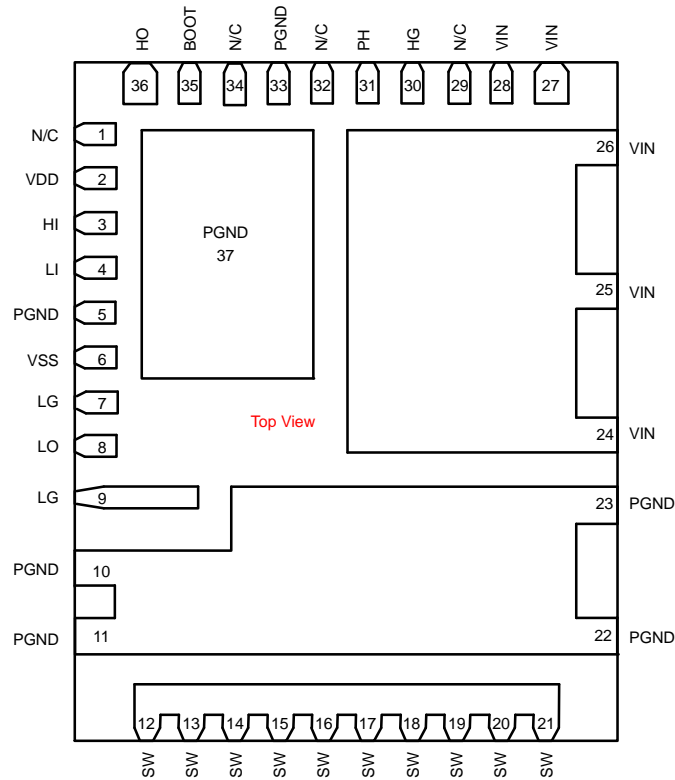 HO BOOT N/C PGND N/C PH HG N/C VIN VIN
36 35 34 33 32 31 30 29 28 27
N/C 1
26 VIN
VDD 2
HI 3
PGND
37
LI 4
25 VIN
PGND 5
VSS 6
LG 7
Top View
24 VIN
LO 8
LG 9
23 PGND
PGND 10
PGND 11
22 PGND
12 13 14 15 16 17 18 19 20 21
SW SW SW SW SW SW SW SW SW SW